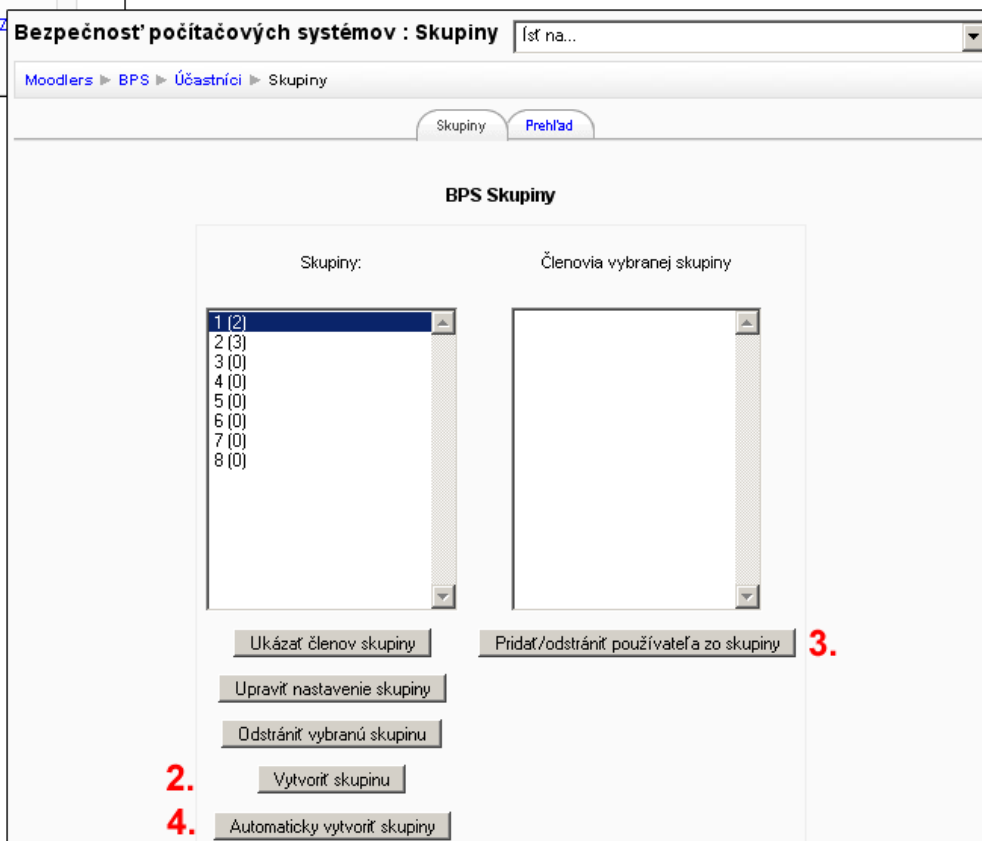 Bezpečnosť počítačových systémov : Skupiny Ísť na...
Moodlers ► BPS ► Účastníci ► Skupiny
Skupiny Prehľad
BPS Skupiny
Skupiny: Členovia vybranej skupiny
1 (2)
2 (3)
3 (0)
4 (0)
5 (0)
6 (0)
7 (0)
8 (0)
Ukázať členov skupiny Pridať/odstrániť používateľa zo skupiny 3.
Upraviť nastavenie skupiny
Odstrániť vybranú skupinu
2. Vytvoriť skupinu
4. Automaticky vytvoriť skupiny